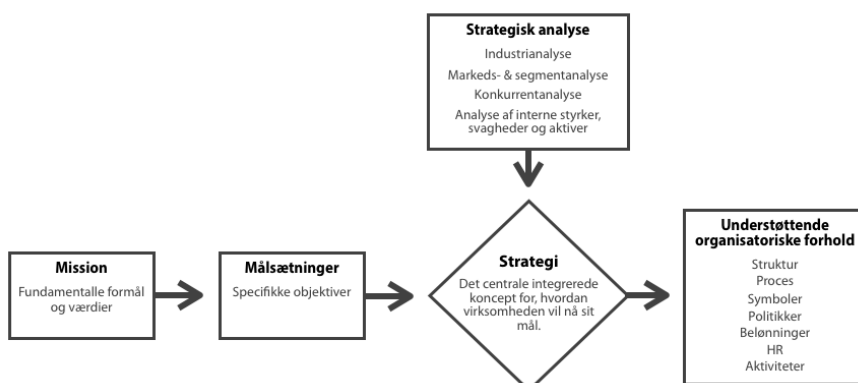 Strategisk analyse
Industrianalyse
Markeds- & segmentanalyse
Konkurrentanalyse
Analyse af interne styrker,
svagheder og aktiver
Mission
Fundamentalle formål
og værdier
Målsætninger
Specifikke objektiver
Strategi
Det centrale integrerede
koncept for, hvordan
virksomheden vil nå sit
mål.
Understøttende
organisatoriske forhold
Struktur
Proces
Symboler
Politikker
Belønninger
HR
Aktiviteter